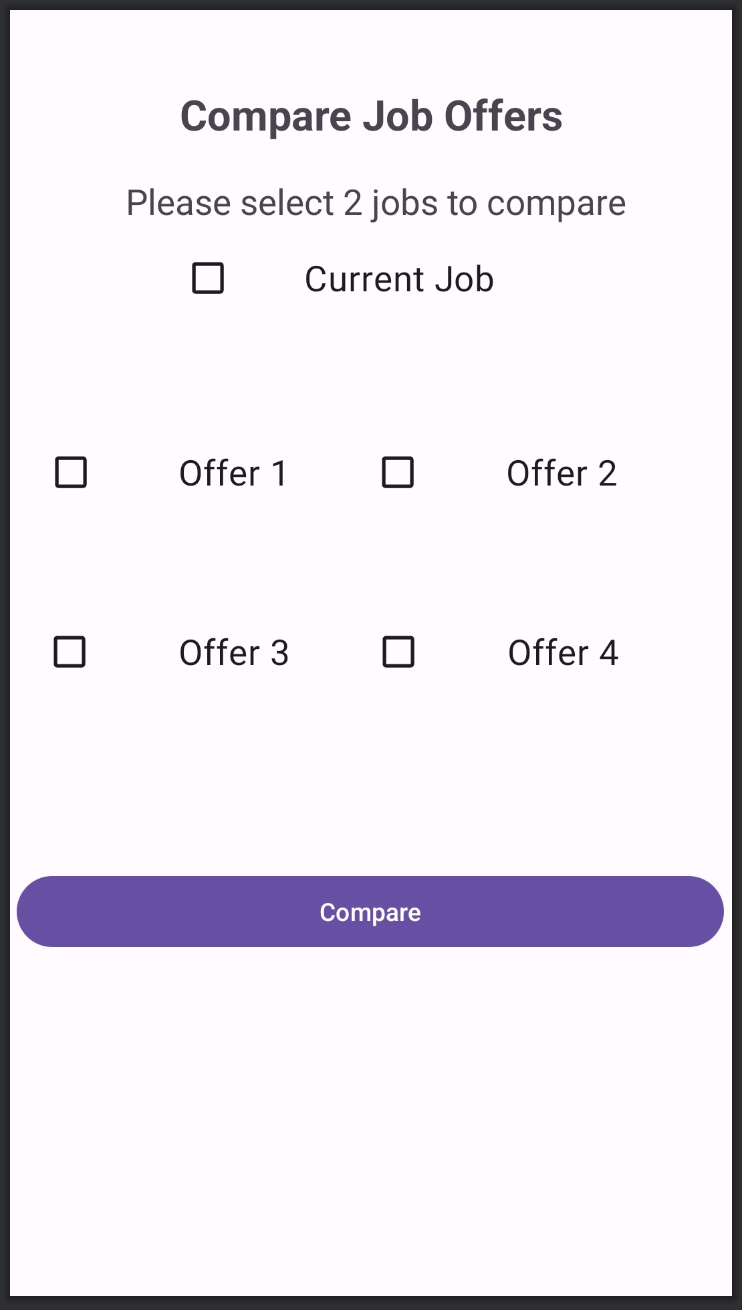 Compare Job Offers
Please select 2 jobs to compare
Current Job
Offer 1 Offer 2
Offer 3 Offer 4
Compare